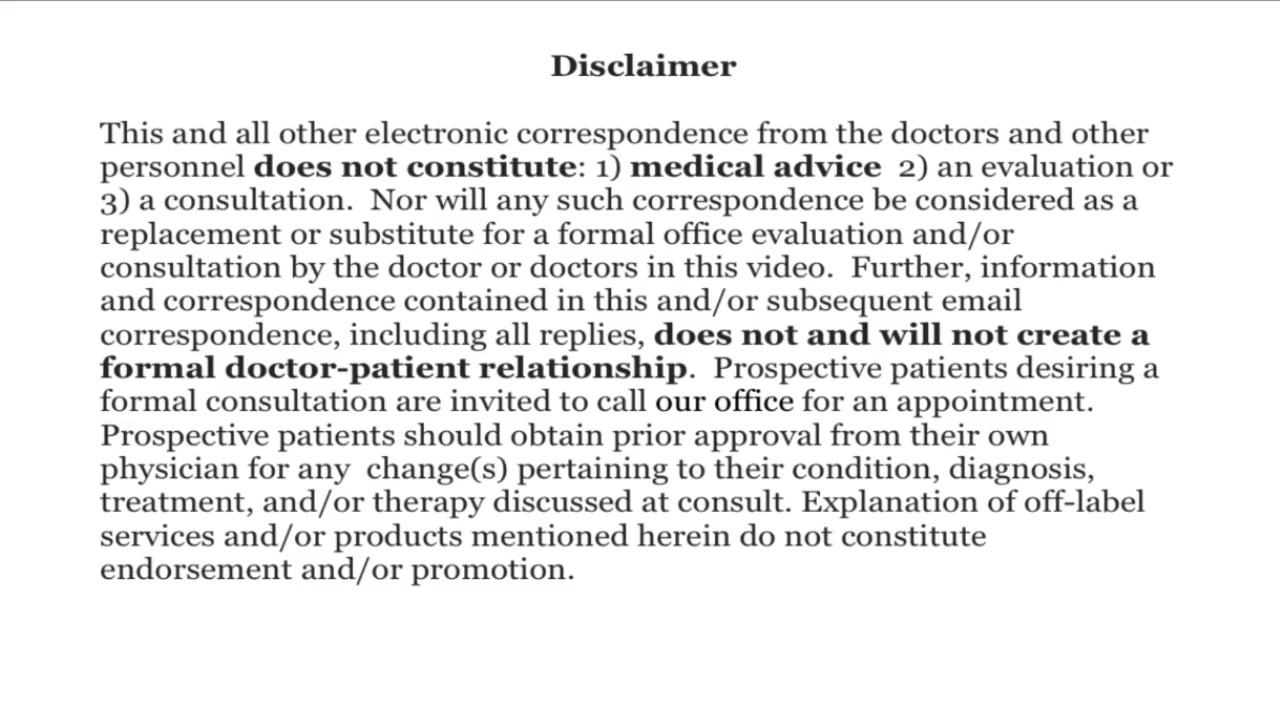 Disclaimer
This and all other electronic correspondence from the doctors and other
personnel does not constitute: 1) medical advice  2) an evaluation or
3) a consultation.  Nor will any such correspondence be considered as a
replacement or substitute for a formal office evaluation and/or
consultation by the doctor or doctors in this video.  Further, information
and correspondence contained in this and/or subsequent email
correspondence, including all replies, does not and will not create a
formal doctor-patient relationship.  Prospective patients desiring a
formal consultation are invited to call our office for an appointment.
Prospective patients should obtain prior approval from their own
physician for any  change(s) pertaining to their condition, diagnosis,
treatment, and/or therapy discussed at consult. Explanation of off-label
services and/or products mentioned herein do not constitute
endorsement and/or promotion.